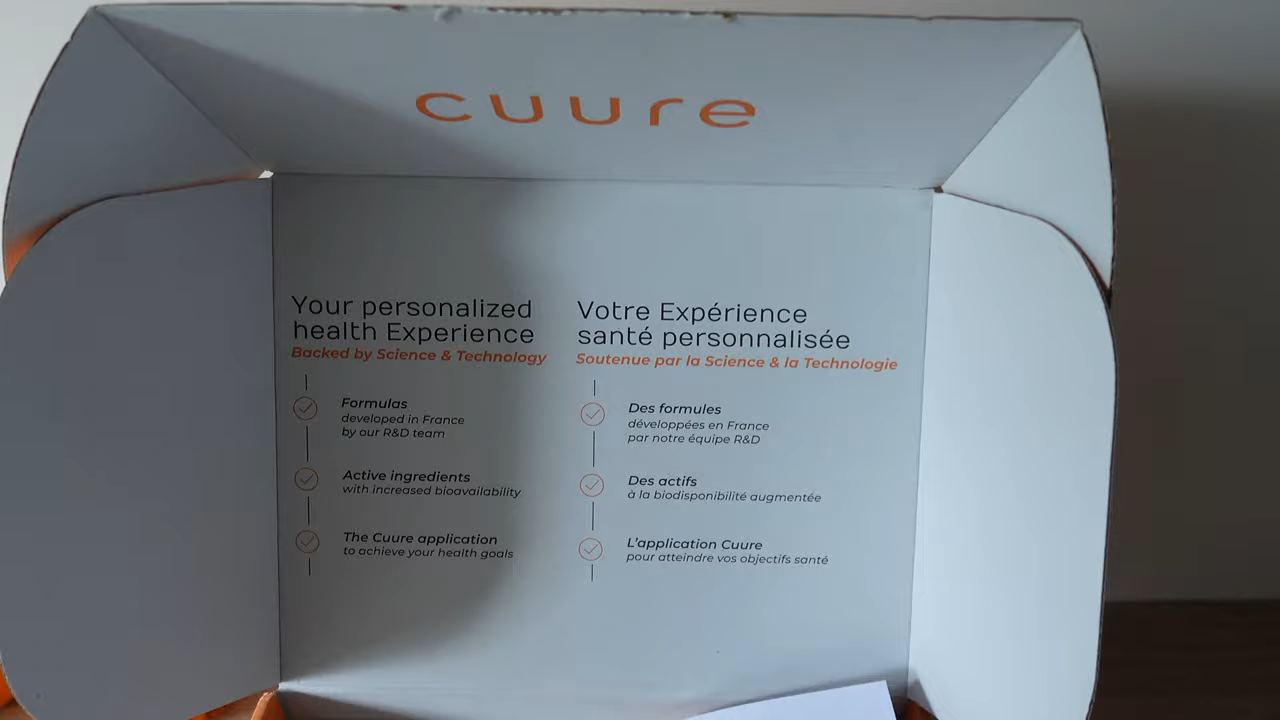 cuure
Your personalized
health Experience
Backed by Science & Technology
Formulas
developed in France
by our R&D team
Active ingredients
with increased bioavailability
The Cuure application
to achieve your health goals
Votre Expérience
santé personnalisée
Soutenue par la Science & la Technologie
Des formules
développées en France
par notre équipe R&D
Des actifs
à la biodisponibilité augmentée
L'application Cuure
pour atteindre vos objectifs santé